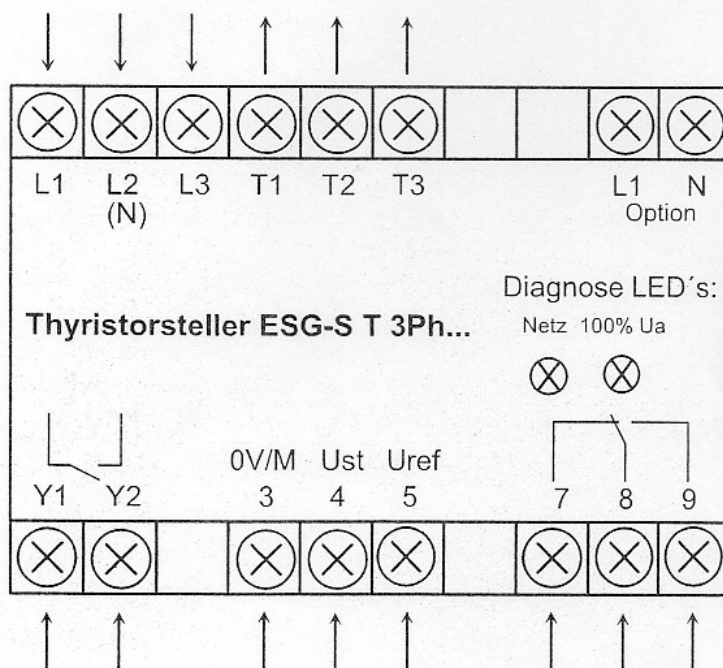 L1 L2 L3 T1 T2 T3 L1 N
(N) Option
Diagnose LED´s:
Thyristorsteller ESG-S T 3Ph... Netz 100% Ua
0V/M Ust Uref
Y1 Y2 3 4 5 7 8 9